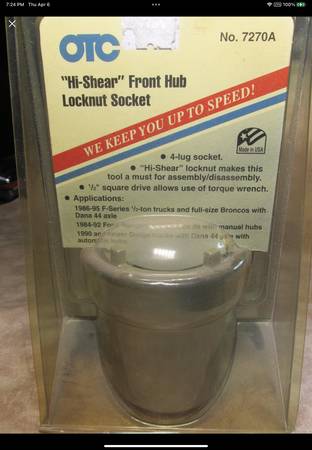 7:24 PM Thu Apr 6
100%
OTC
No. 7270A
"Hi-Shear" Front Hub
Locknut Socket
WE KEEP YOU UP TO SPEED!
Made in USA
• 4-lug socket.
• "Hi-Shear" locknut makes this
tool a must for assembly/disassembly.
• ½" square drive allows use of torque wrench.
• Applications:
1986-95 F-Series ½-ton trucks and full-size Broncos with
Dana 44 axle
1984-92 Ford with manual hubs
1990 and with Dana 44 axle with